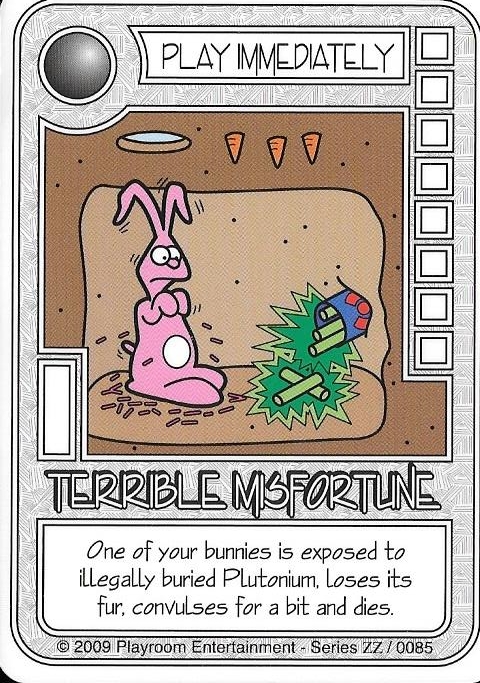 PLAY IMMEDIATELY
TERRIBLE MISFORTUNE
One of your bunnies is exposed to
illegally buried Plutonium, loses its
fur, convulses for a bit and dies.
© 2009 Playroom Entertainment - Series ZZ / 0085